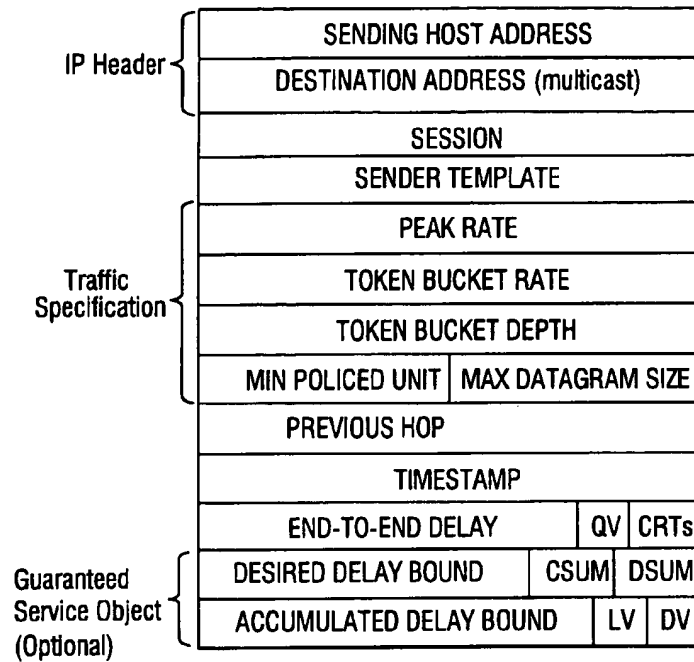 SENDING HOST ADDRESS
IP Header
DESTINATION ADDRESS (multicast)
SESSION
SENDER TEMPLATE
PEAK RATE
Traffic
Specification
TOKEN BUCKET RATE
TOKEN BUCKET DEPTH
MIN POLICED UNIT MAX DATAGRAM SIZE
PREVIOUS HOP
TIMESTAMP
END-TO-END DELAY QV CRTs
Guaranteed
Service Object
(Optional)
DESIRED DELAY BOUND CSUM DSUM
ACCUMULATED DELAY BOUND LV DV